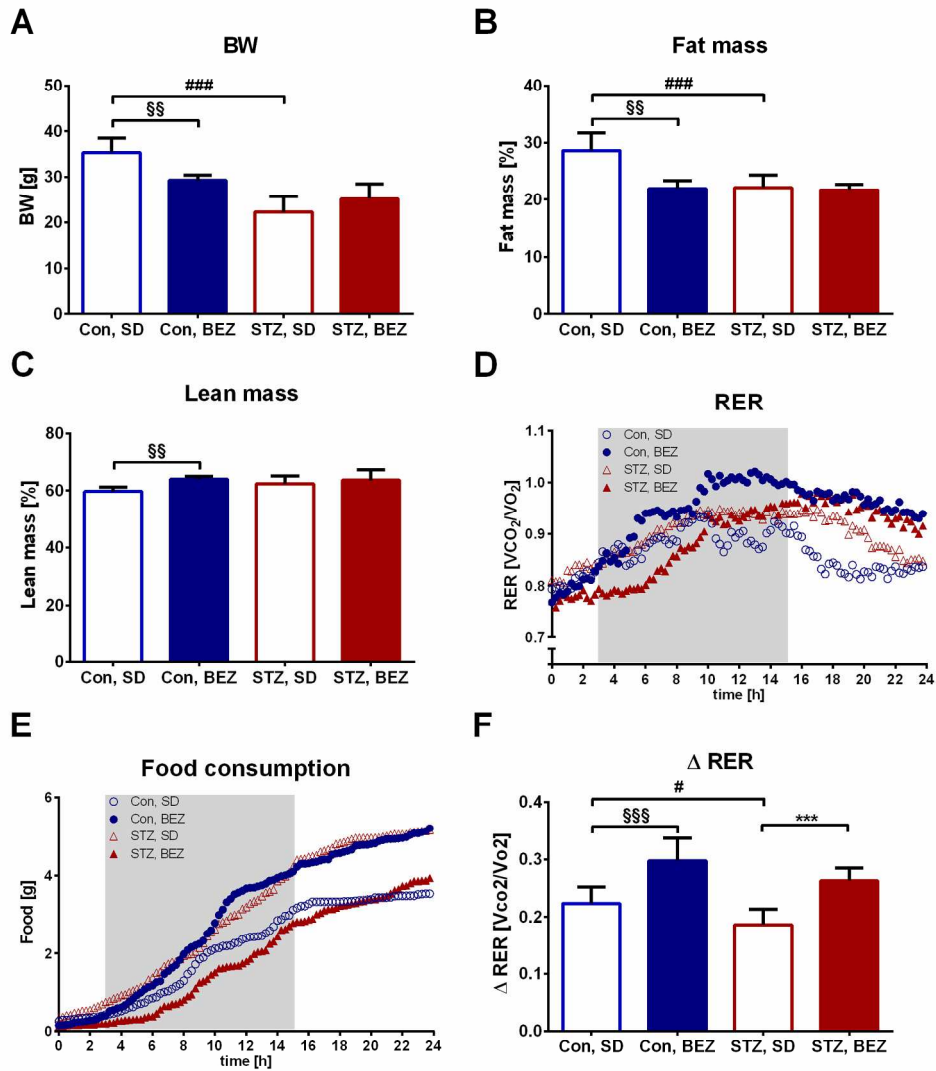 A
BW
BW [g]
50
40
30
20
10
0
###
§§
Con, SD
Con, BEZ
STZ, SD
STZ, BEZ
B
Fat mass
Fat mass [%]
40
30
20
10
0
###
§§
Con, SD
Con, BEZ
STZ, SD
STZ, BEZ
C
Lean mass
Lean mass [%]
80
60
40
20
0
§§
Con, SD
Con, BEZ
STZ, SD
STZ, BEZ
D
RER
RER [VCO2/VO2]
1.1
1.0
0.9
0.8
0.7
Con, SD
Con, BEZ
STZ, SD
STZ, BEZ
0 2 4 6 8 10 12 14 16 18 20 22 24
time [h]
E
Food consumption
Food [g]
6
4
2
0
Con, SD
Con, BEZ
STZ, SD
STZ, BEZ
0 2 4 6 8 10 12 14 16 18 20 22 24
time [h]
F
Δ RER
Δ RER [Vco2/Vo2]
0.4
0.3
0.2
0.1
0.0
#
§§§
***
Con, SD
Con, BEZ
STZ, SD
STZ, BEZ